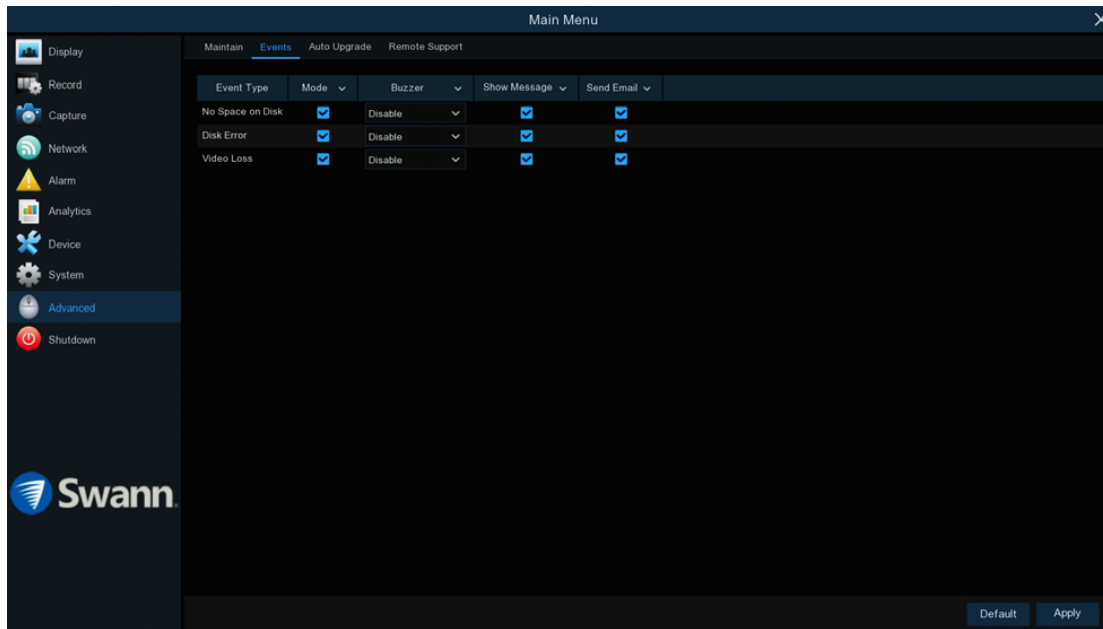 Main Menu
Display
Record
Capture
Network
Alarm
Analytics
Device
System
Advanced
Shutdown
Swann
Maintain Events Auto Upgrade Remote Support
Event Type Mode Buzzer Show Message Send Email
No Space on Disk Disable
Disk Error Disable
Video Loss Disable
Default Apply